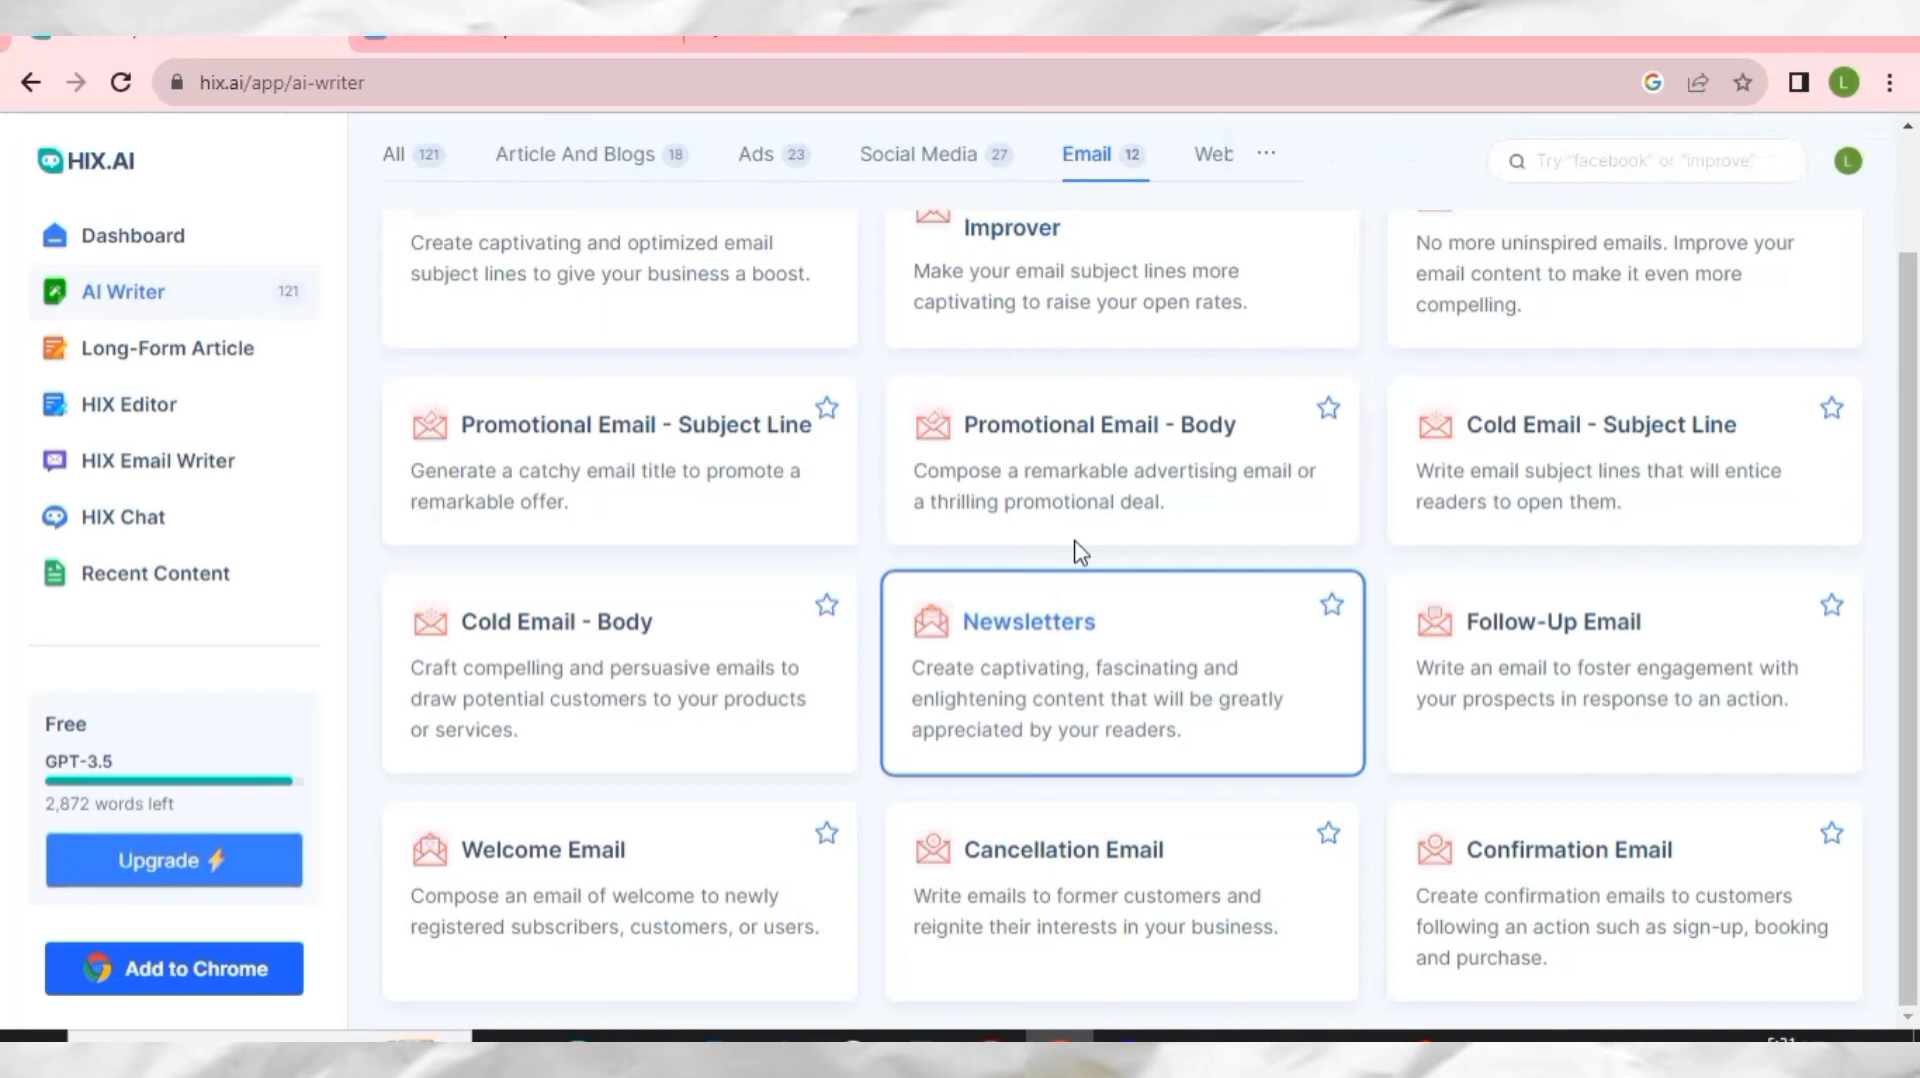 hix.ai/app/ai-writer
L
HIX.AI
Dashboard
AI Writer 121
Long-Form Article
HIX Editor
HIX Email Writer
HIX Chat
Recent Content
Free
GPT-3.5
2,872 words left
Upgrade
Add to Chrome
All 121 Article And Blogs 18 Ads 23 Social Media 27 Email 12 Web ...
Try "facebook" or "improve"
L
Create captivating and optimized email
subject lines to give your business a boost.
Improver
Make your email subject lines more
captivating to raise your open rates.
No more uninspired emails. Improve your
email content to make it even more
compelling.
Promotional Email - Subject Line
Generate a catchy email title to promote a
remarkable offer.
Promotional Email - Body
Compose a remarkable advertising email or
a thrilling promotional deal.
Cold Email - Subject Line
Write email subject lines that will entice
readers to open them.
Cold Email - Body
Craft compelling and persuasive emails to
draw potential customers to your products
or services.
Newsletters
Create captivating, fascinating and
enlightening content that will be greatly
appreciated by your readers.
Follow-Up Email
Write an email to foster engagement with
your prospects in response to an action.
Welcome Email
Compose an email of welcome to newly
registered subscribers, customers, or users.
Cancellation Email
Write emails to former customers and
reignite their interests in your business.
Confirmation Email
Create confirmation emails to customers
following an action such as sign-up, booking
and purchase.